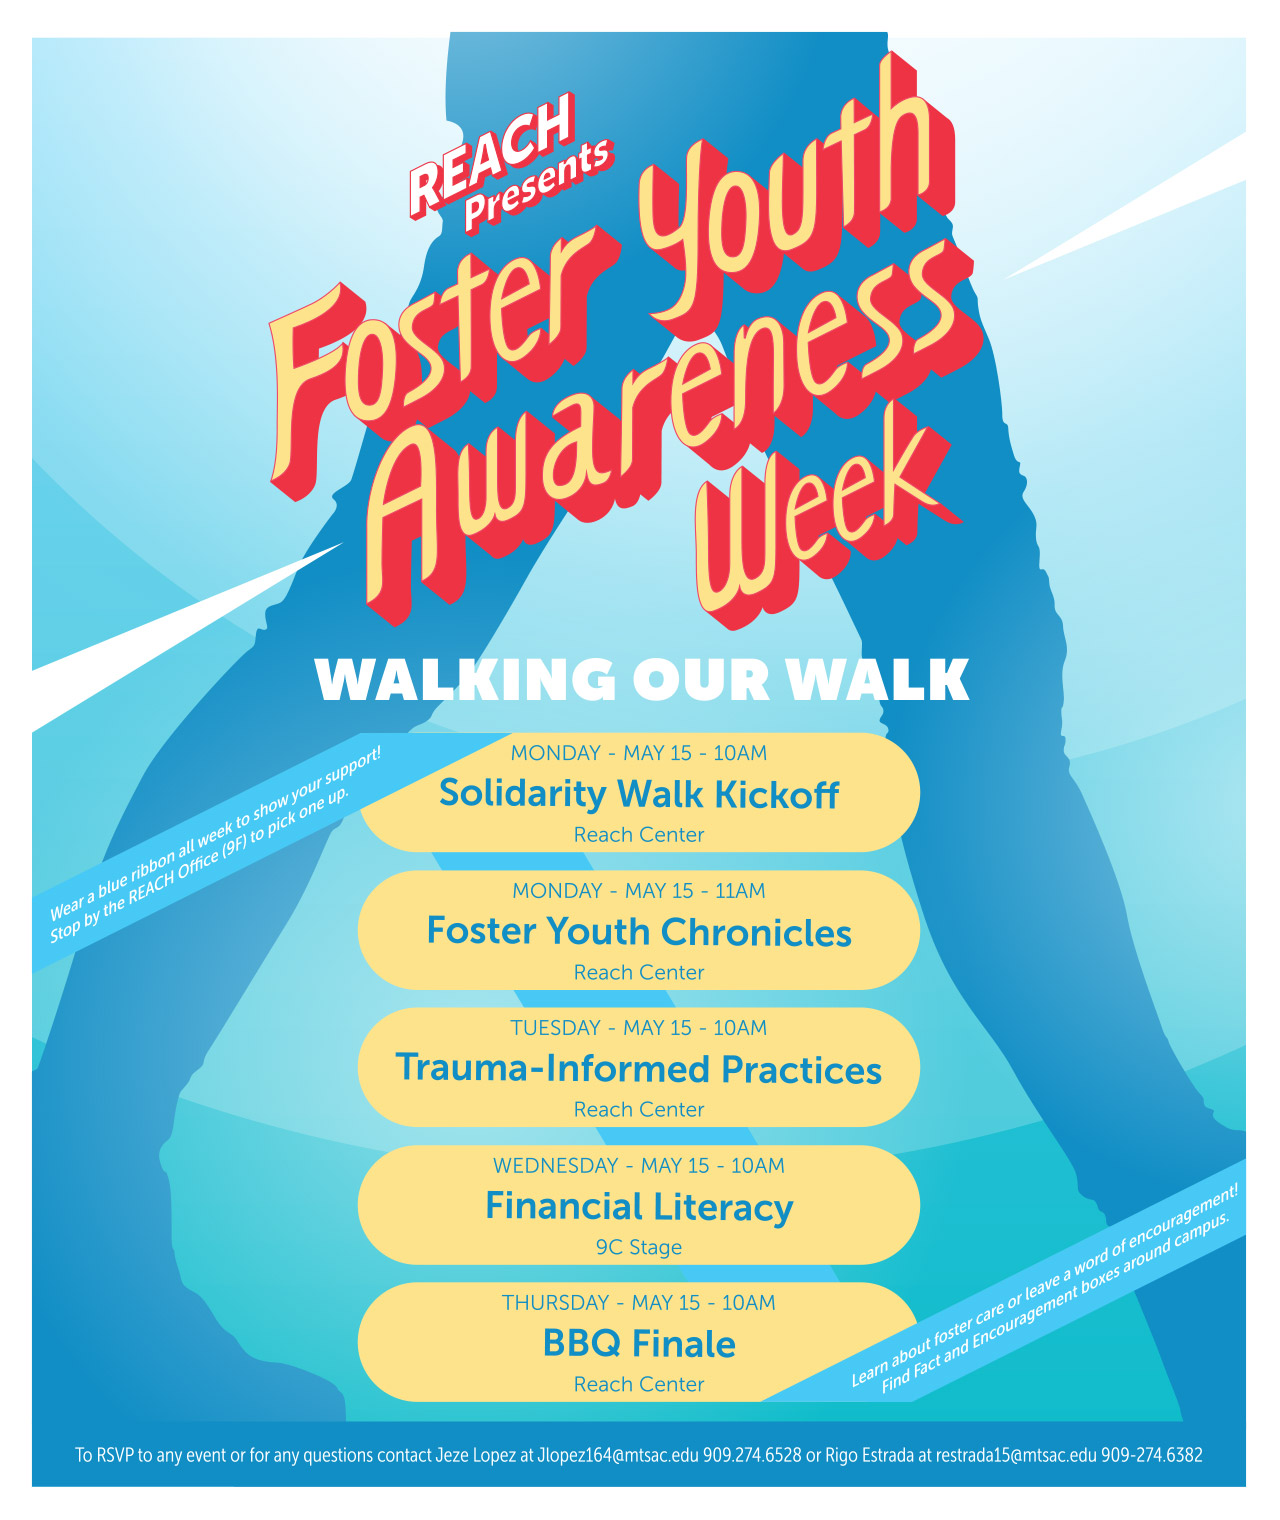 REACH
Presents
Foster Youth
Awareness
Week
WALKING OUR WALK
Wear a blue ribbon all week to show your support!
Stop by the REACH Office (9F) to pick one up.
MONDAY - MAY 15 - 10AM
Solidarity Walk Kickoff
Reach Center
MONDAY - MAY 15 - 11AM
Foster Youth Chronicles
Reach Center
TUESDAY - MAY 15 - 10AM
Trauma-Informed Practices
Reach Center
WEDNESDAY - MAY 15 - 10AM
Financial Literacy
9C Stage
THURSDAY - MAY 15 - 10AM
BBQ Finale
Reach Center
Learn about foster care or leave a word of encouragement!
Find Fact and Encouragement boxes around campus.
To RSVP to any event or for any questions contact Jeze Lopez at Jlopez164@mtsac.edu 909.274.6528 or Rigo Estrada at restrada15@mtsac.edu 909-274.6382